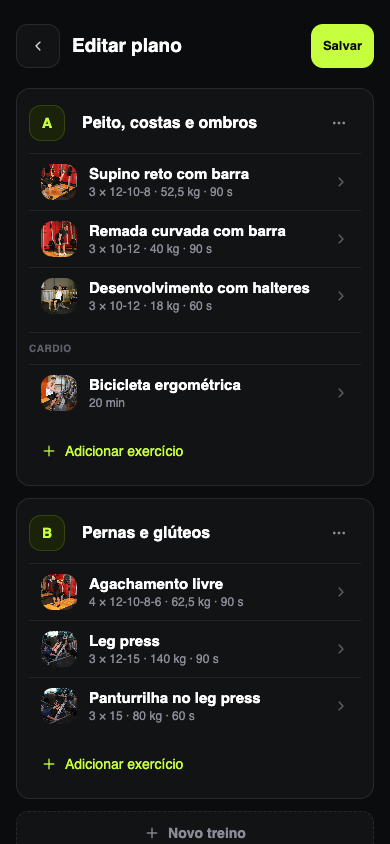 Editar plano
Salvar
A
Peito, costas e ombros
Supino reto com barra
3 × 12-10-8 · 52,5 kg · 90 s
Remada curvada com barra
3 × 10-12 · 40 kg · 90 s
Desenvolvimento com halteres
3 × 10-12 · 18 kg · 60 s
CARDIO
Bicicleta ergométrica
20 min
Adicionar exercício
B
Pernas e glúteos
Agachamento livre
4 × 12-10-8-6 · 62,5 kg · 90 s
Leg press
3 × 12-15 · 140 kg · 90 s
Panturrilha no leg press
3 × 15 · 80 kg · 60 s
Adicionar exercício
Novo treino